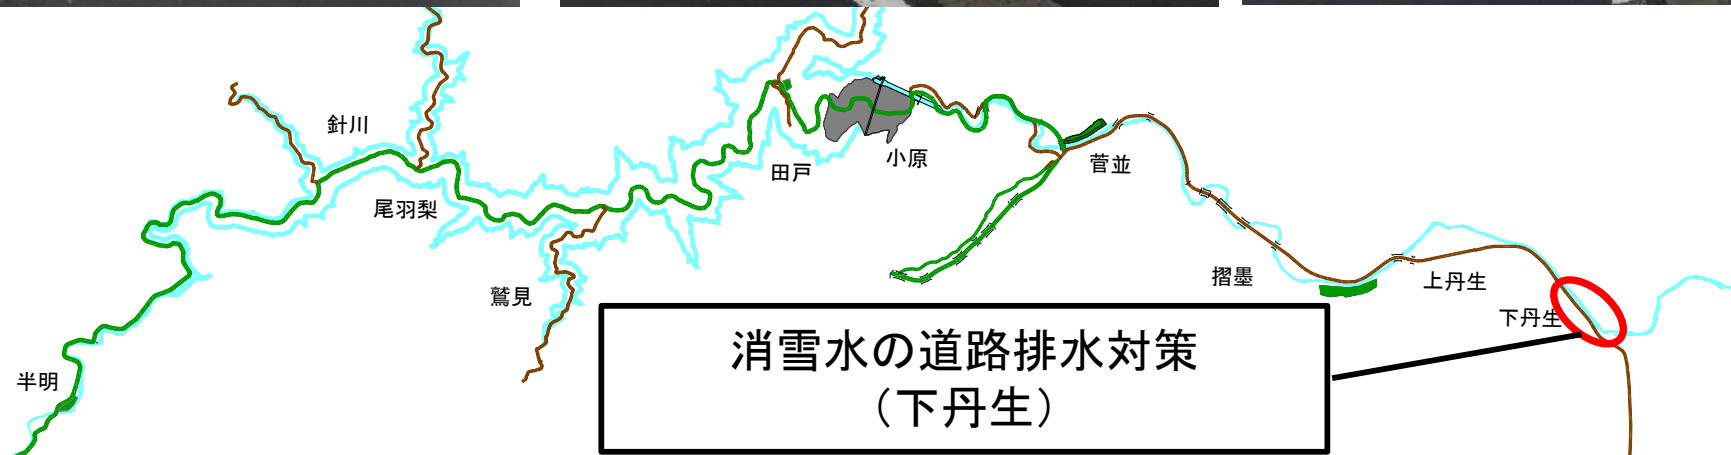 針川
田戸
小原
菅並
尾羽梨
鷲見
摺墨
上丹生
下丹生
半明
消雪水の道路排水対策
(下丹生)